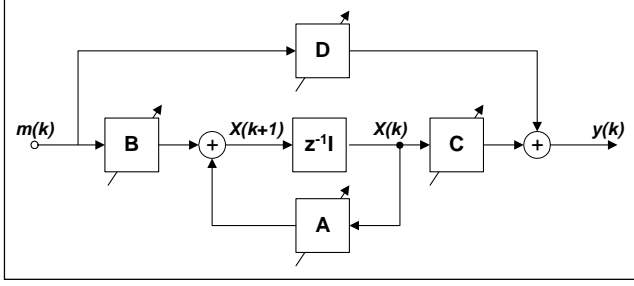 D
m(k)
B
+
X(k+1)
z⁻¹I
X(k)
C
+
y(k)
A